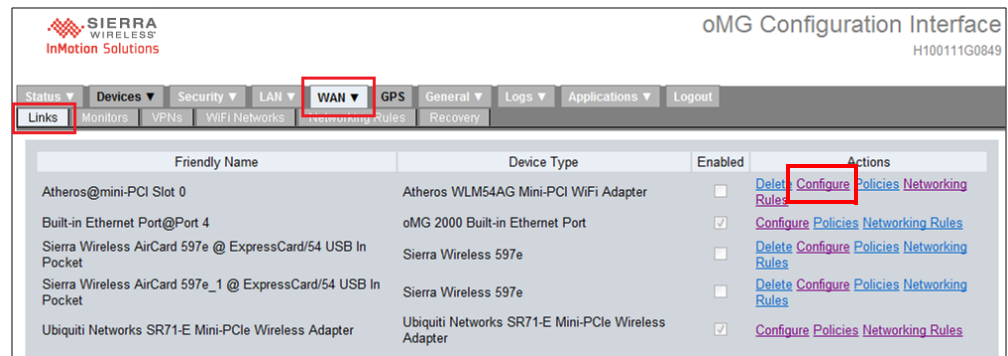 SIERRA
WIRELESS
InMotion Solutions
oMG Configuration Interface
H100111G0849
Status ▼ Devices ▼ Security ▼ LAN ▼ WAN ▼ GPS General ▼ Logs ▼ Applications ▼ Logout
Links Monitors VPNs WiFi Networks Networking Rules Recovery
Friendly Name Device Type Enabled Actions
Atheros@mini-PCI Slot 0 Atheros WLM54AG Mini-PCI WiFi Adapter Delete Configure Policies Networking
Rules
Built-in Ethernet Port@Port 4 oMG 2000 Built-in Ethernet Port Configure Policies Networking Rules
Sierra Wireless AirCard 597e @ ExpressCard/54 USB In
Pocket
Sierra Wireless 597e
Delete Configure Policies Networking
Rules
Sierra Wireless AirCard 597e_1 @ ExpressCard/54 USB In
Pocket
Sierra Wireless 597e
Delete Configure Policies Networking
Rules
Ubiquiti Networks SR71-E Mini-PCIe Wireless Adapter
Ubiquiti Networks SR71-E Mini-PCIe Wireless
Adapter
Configure Policies Networking Rules